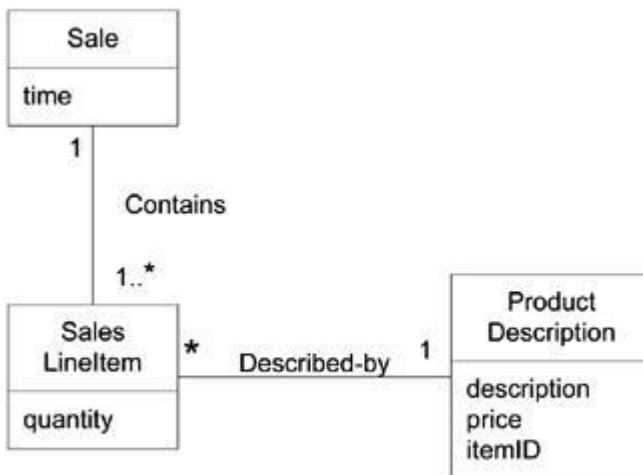 Sale
time
1
Contains
1..*
Sales
LineItem
quantity
*
Described-by
1
Product
Description
description
price
itemID